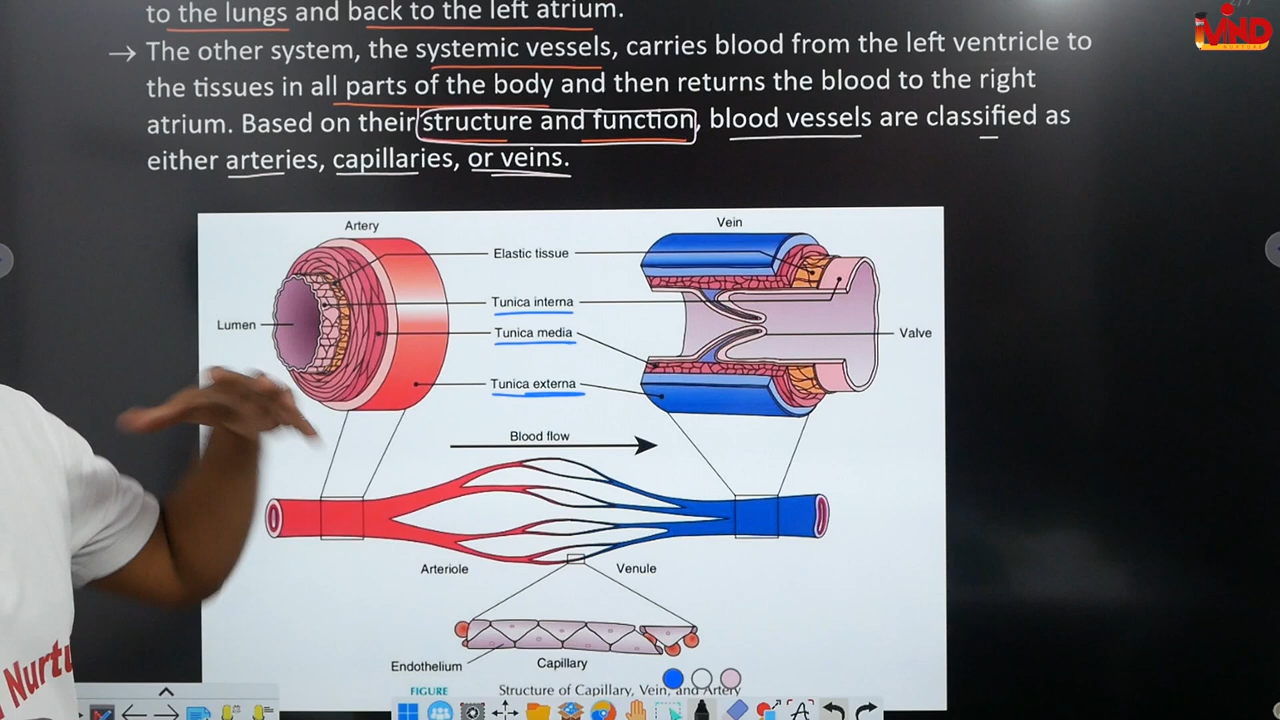 to the lungs and back to the left atrium.
→ The other system, the systemic vessels, carries blood from the left ventricle to
the tissues in all parts of the body and then returns the blood to the right
atrium. Based on their structure and function, blood vessels are classified as
either arteries, capillaries, or veins.
Artery
Vein
Elastic tissue
Tunica interna
Lumen
Tunica media
Valve
Tunica externa
Blood flow
Arteriole
Venule
Endothelium
Capillary
FIGURE Structure of Capillary, Vein, and Artery
ViND
NURTURE
Nurtu